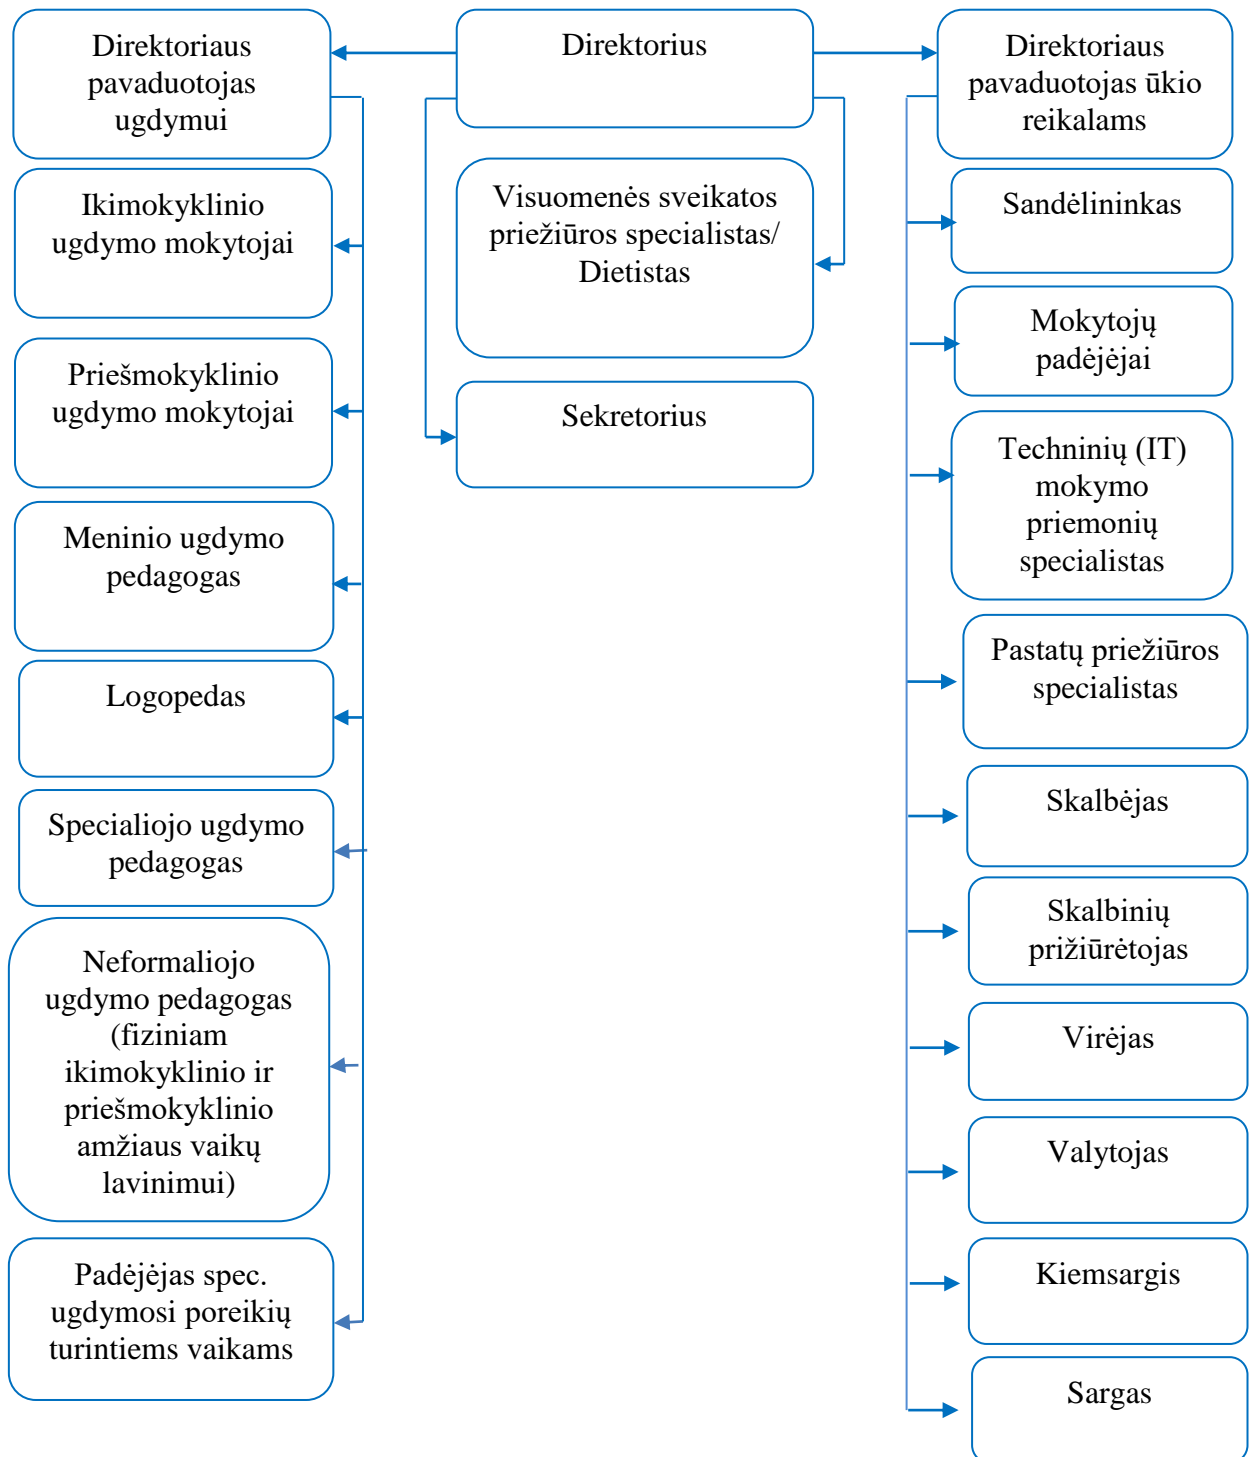 Direktoriaus
pavaduotojas
ugdymui
Ikimokyklinio
ugdymo mokytojai
Priešmokyklinio
ugdymo mokytojai
Meninio ugdymo
pedagogas
Logopedas
Specialiojo ugdymo
pedagogas
Neformaliojo
ugdymo pedagogas
(fiziniam
ikimokyklinio ir
priešmokyklinio
amžiaus vaikų
lavinimui)
Padėjėjas spec.
ugdymosi poreikių
turintiems vaikams
Direktorius
Visuomenės sveikatos
priežiūros specialistas/
Dietistas
Sekretorius
Direktoriaus
pavaduotojas ūkio
reikalams
Sandėlininkas
Mokytojų
padėjėjai
Techninių (IT)
mokymo
priemonių
specialistas
Pastatų priežiūros
specialistas
Skalbėjas
Skalbinių
prižiūrėtojas
Virėjas
Valytojas
Kiemsargis
Sargas